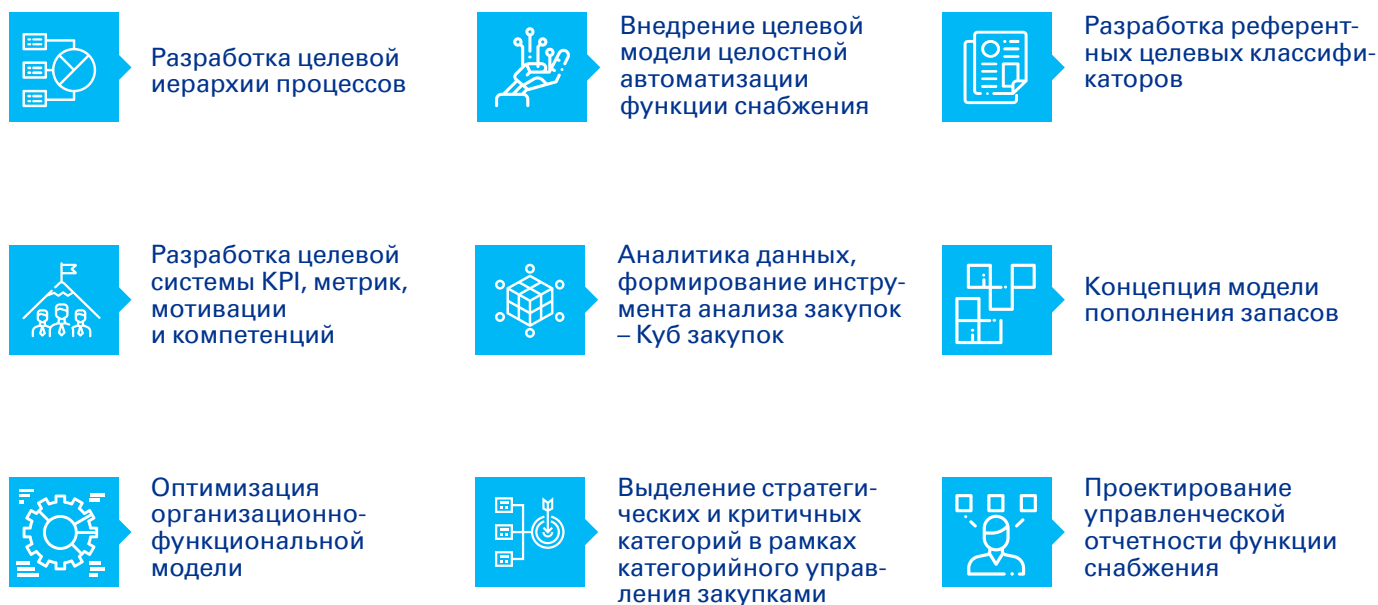 Разработка целевой
иерархии процессов
Внедрение целевой
модели целостной
автоматизации
функции снабжения
Разработка референт-
ных целевых классифи-
каторов
Разработка целевой
системы KPI, метрик,
мотивации
и компетенций
Аналитика данных,
формирование инстру-
мента анализа закупок
– Куб закупок
Концепция модели
пополнения запасов
Оптимизация
организационно-
функциональной
модели
Выделение стратеги-
ческих и критичных
категорий в рамках
категорийного управ-
ления закупками
Проектирование
управленческой
отчетности функции
снабжения